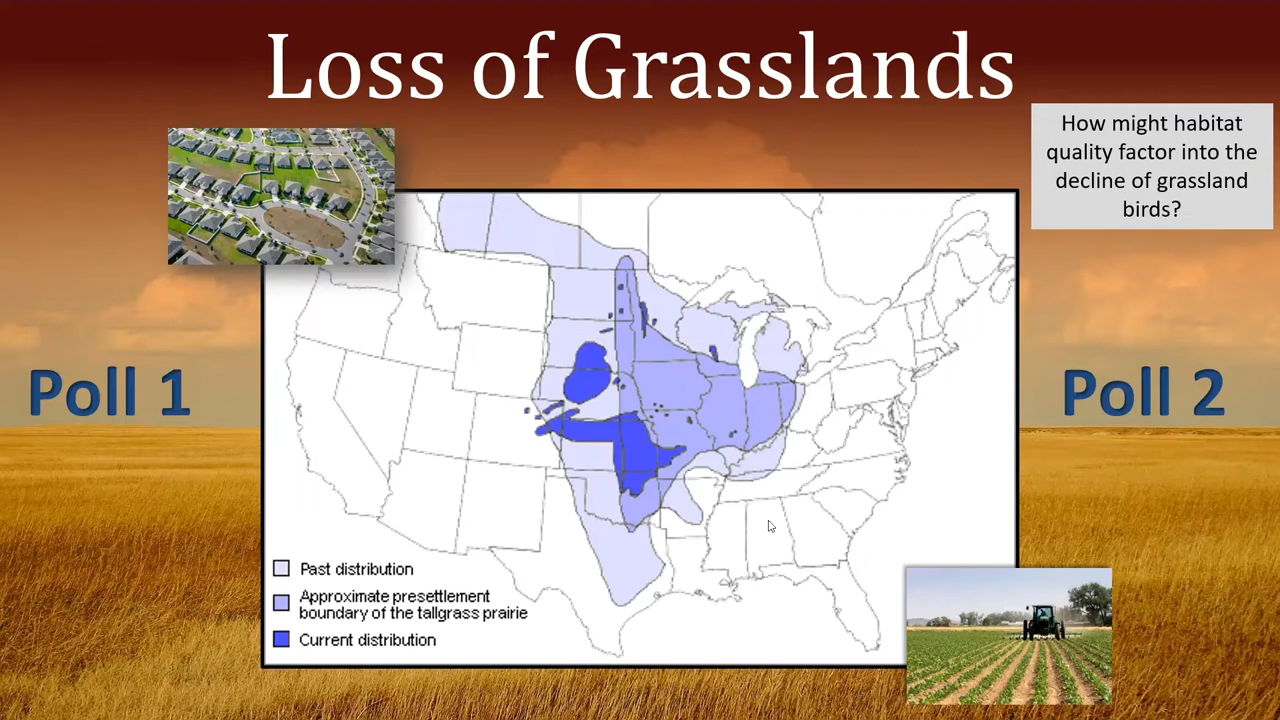 Loss of Grasslands
How might habitat
quality factor into the
decline of grassland
birds?
Poll 1
Poll 2
Past distribution
Approximate presettlement
boundary of the tallgrass prairie
Current distribution